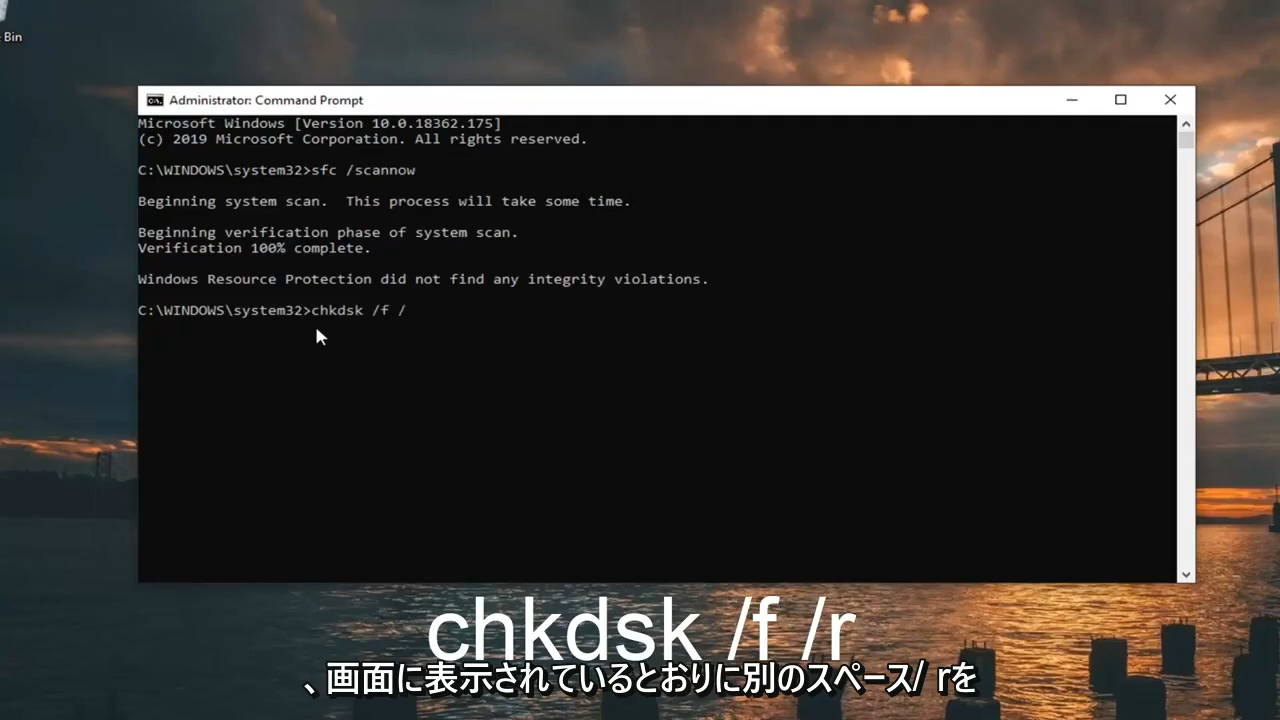 Bin
Administrator: Command Prompt
Microsoft Windows [Version 10.0.18362.175]
(c) 2019 Microsoft Corporation. All rights reserved.
C:\WINDOWS\system32>sfc /scannow
Beginning system scan.  This process will take some time.
Beginning verification phase of system scan.
Verification 100% complete.
Windows Resource Protection did not find any integrity violations.
C:\WINDOWS\system32>chkdsk /f /
chkdsk /f /r
、画面に表示されているとおりに別のスペース/ rを